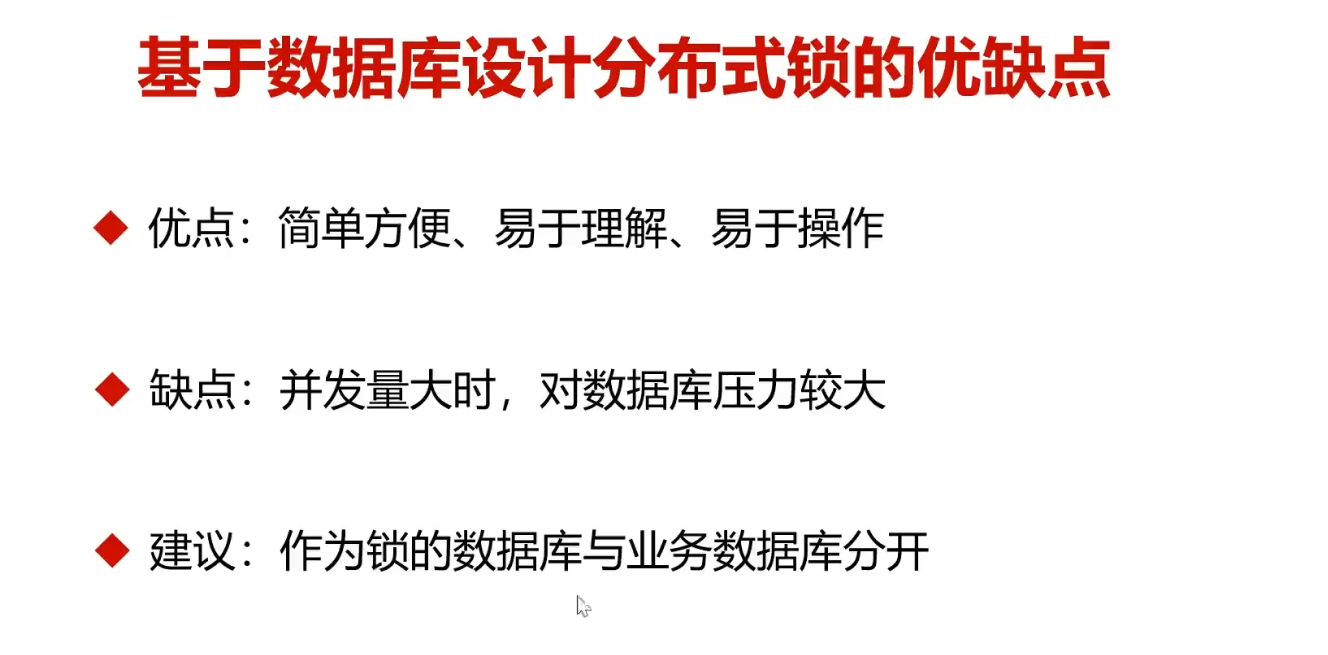 基于数据库设计分布式锁的优缺点
优点：简单方便、易于理解、易于操作
缺点：并发量大时，对数据库压力较大
建议：作为锁的数据库与业务数据库分开